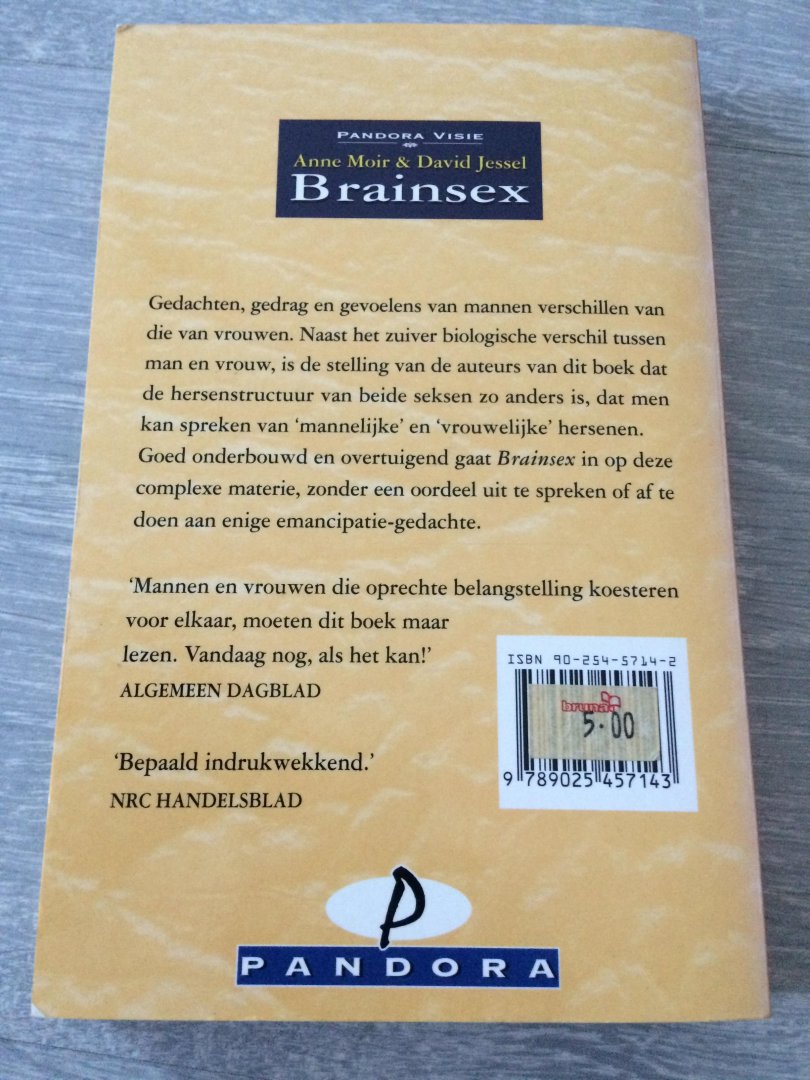 PANDORA VISIE
Anne Moir & David Jessel
Brainsex
Gedachten, gedrag en gevoelens van mannen verschillen van
die van vrouwen. Naast het zuiver biologische verschil tussen
man en vrouw, is de stelling van de auteurs van dit boek dat
de hersenstructuur van beide seksen zo anders is, dat men
kan spreken van ‘mannelijke’ en ‘vrouwelijke’ hersenen.
Goed onderbouwd en overtuigend gaat Brainsex in op deze
complexe materie, zonder een oordeel uit te spreken of af te
doen aan enige emancipatie-gedachte.
‘Mannen en vrouwen die oprechte belangstelling koesteren
voor elkaar, moeten dit boek maar
lezen. Vandaag nog, als het kan!’
ALGEMEEN DAGBLAD
‘Bepaald indrukwekkend.’
NRC HANDELSBLAD
ISBN 90-254-5714-2
bruna
5.00
9 789025 457143
P
PANDORA